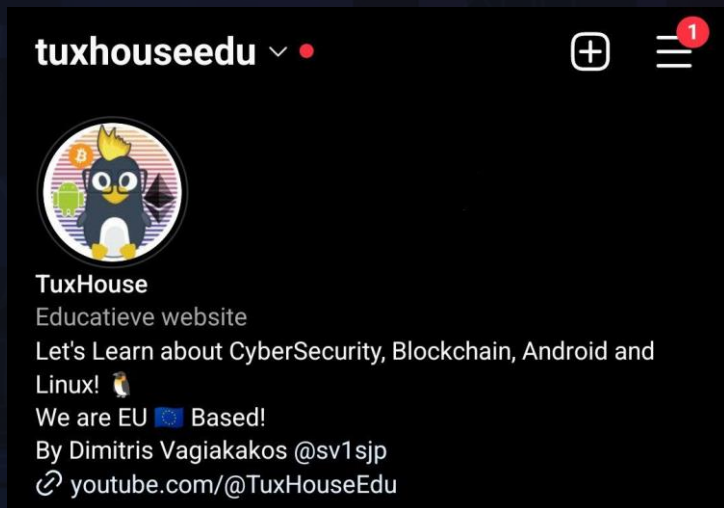 tuxhouseedu
1
TuxHouse
Educatieve website
Let's Learn about CyberSecurity, Blockchain, Android and
Linux! 🐧
We are EU 🇪🇺 Based!
By Dimitris Vagiakakos @sv1sjp
youtube.com/@TuxHouseEdu